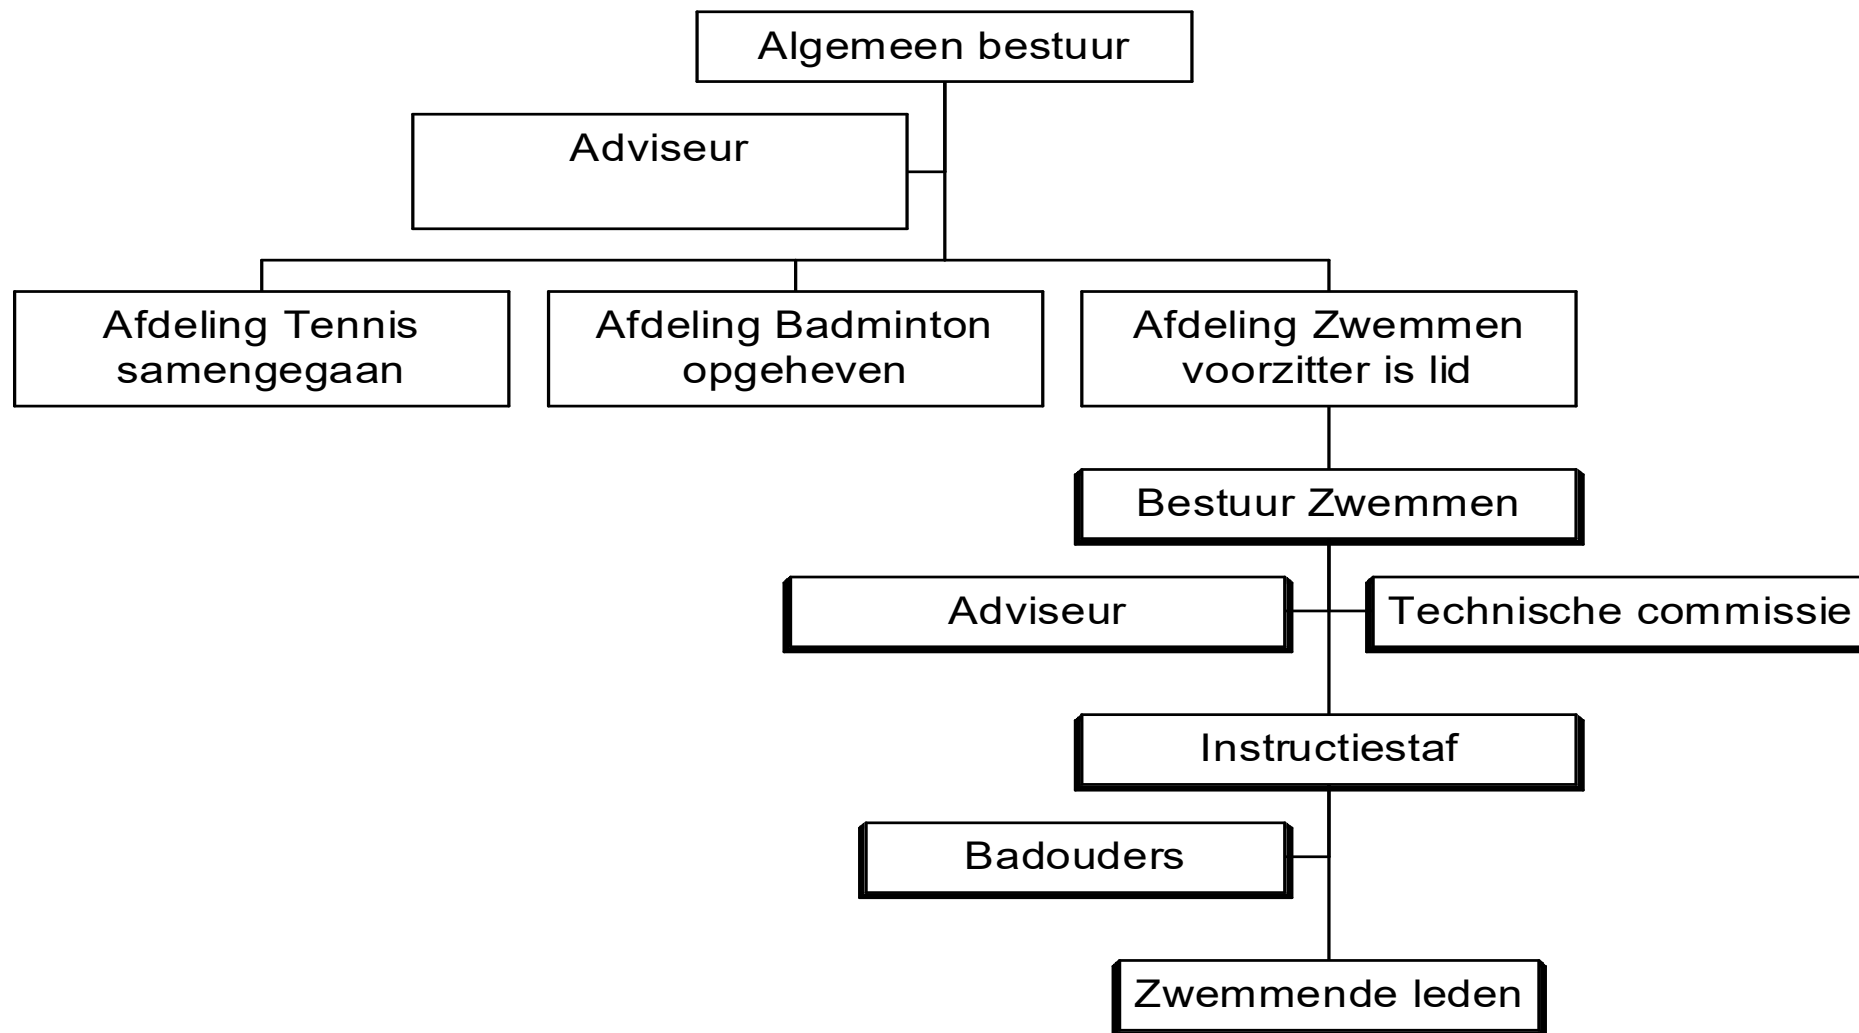 Algemeen bestuur
Adviseur
Afdeling Tennis
samengegaan
Afdeling Badminton
opgeheven
Afdeling Zwemmen
voorzitter is lid
Bestuur Zwemmen
Adviseur
Technische commissie
Instructiestaf
Badouders
Zwemmende leden